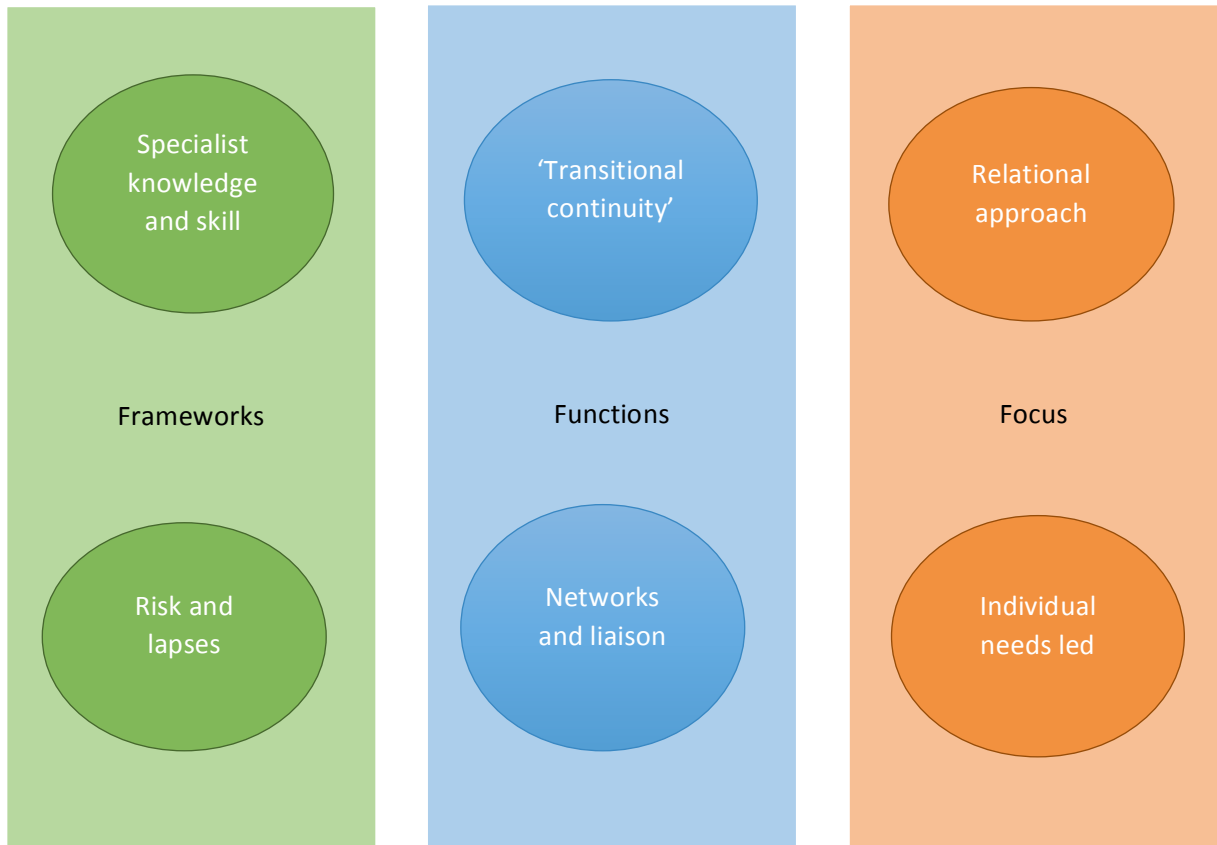 Specialist
knowledge
and skill
Frameworks
Risk and
lapses
‘Transitional
continuity’
Functions
Networks
and liaison
Relational
approach
Focus
Individual
needs led